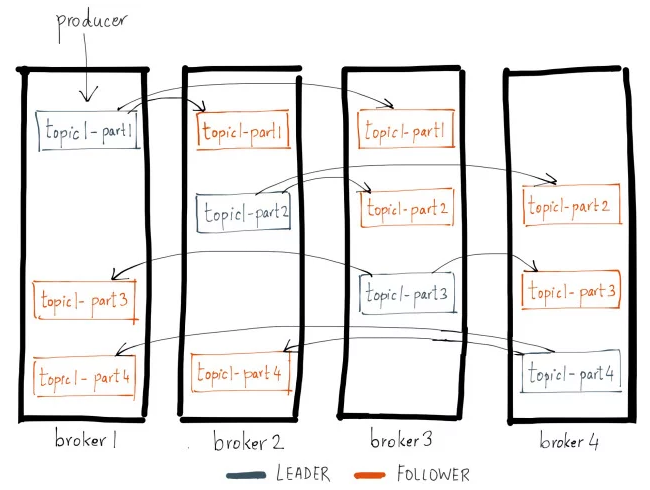 producer
topic1-part1
topic1-part1
topic1-part1
topic1-part2
topic1-part2
topic1-part2
topic1-part3
topic1-part3
topic1-part3
topic1-part4
topic1-part4
topic1-part4
broker 1
broker 2
broker 3
broker 4
LEADER
FOLLOWER